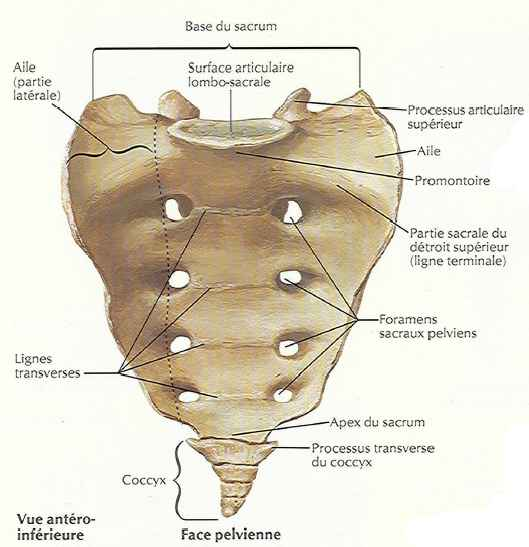 Base du sacrum
Aile
(partie
latérale)
Surface articulaire
lombo-sacrale
Processus articulaire
supérieur
Aile
Promontoire
Partie sacrale du
détroit supérieur
(ligne terminale)
Foramens
sacraux pelviens
Lignes
transverses
Apex du sacrum
Processus transverse
du coccyx
Coccyx
Vue antéro-
inférieure
Face pelvienne